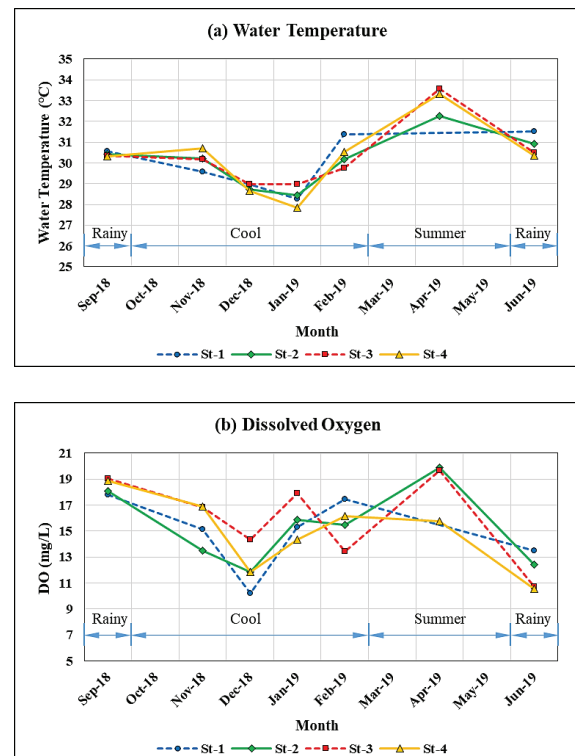 (a) Water Temperature
Water Temperature (°C)
35
34
33
32
31
30
29
28
27
26
25
Rainy Cool Summer Rainy
Sep-18 Oct-18 Nov-18 Dec-18 Jan-19 Feb-19 Mar-19 Apr-19 May-19 Jun-19
Month
St-1 St-2 St-3 St-4
(b) Dissolved Oxygen
DO (mg/L)
21
19
17
15
13
11
9
7
5
Rainy Cool Summer Rainy
Sep-18 Oct-18 Nov-18 Dec-18 Jan-19 Feb-19 Mar-19 Apr-19 May-19 Jun-19
Month
St-1 St-2 St-3 St-4